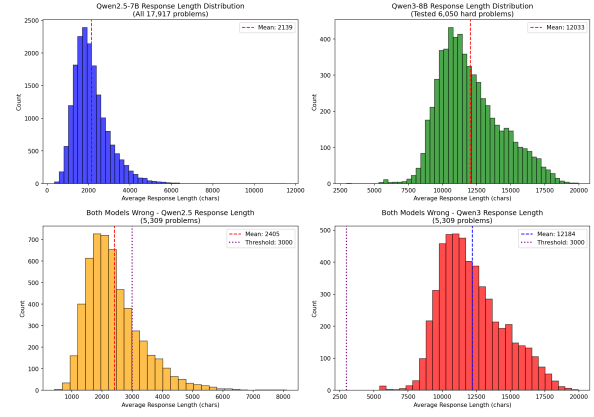 Qwen2.5-7B Response Length Distribution
(All 17,917 problems)
Mean: 2139
Count
2500
2000
1500
1000
500
0
0 2000 4000 6000 8000 10000 12000
Average Response Length (chars)
Qwen3-8B Response Length Distribution
(Tested 6,050 hard problems)
Mean: 12033
Count
400
300
200
100
0
2500 5000 7500 10000 12500 15000 17500 20000
Average Response Length (chars)
Both Models Wrong - Qwen2.5 Response Length
(5,309 problems)
Mean: 2405
Threshold: 3000
Count
700
600
500
400
300
200
100
0
1000 2000 3000 4000 5000 6000 7000 8000
Average Response Length (chars)
Both Models Wrong - Qwen3 Response Length
(5,309 problems)
Mean: 12184
Threshold: 3000
Count
500
400
300
200
100
0
2500 5000 7500 10000 12500 15000 17500 20000
Average Response Length (chars)